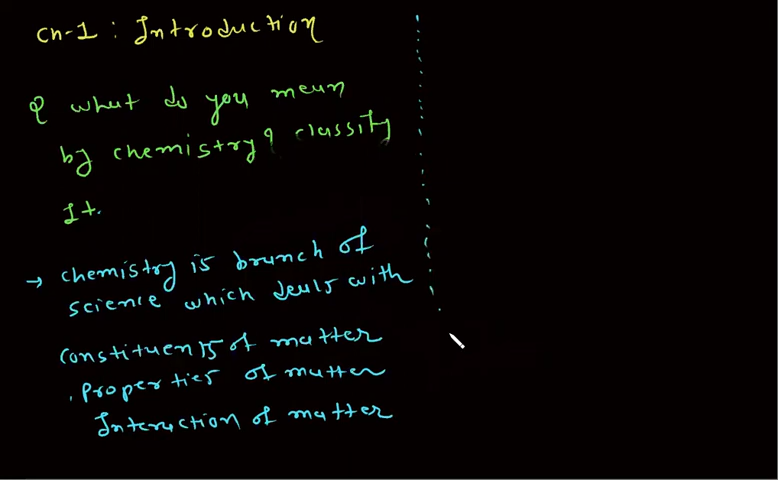 Ch-1 : Introduction
Q what do you mean
by chemistry? classify
It.
→ chemistry is branch of
science which deals with
constituents of matter
, properties of matter
Interaction of matter